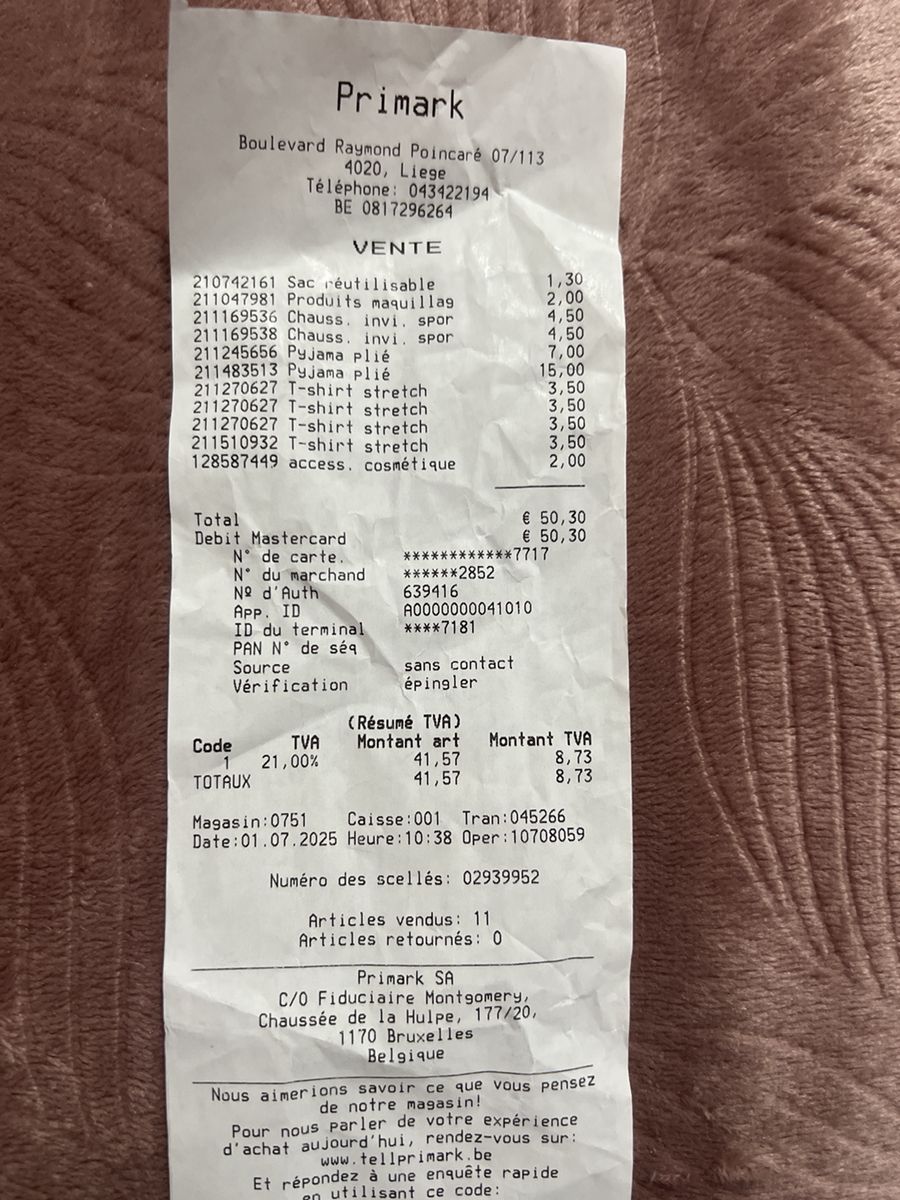 Primark
Boulevard Raymond Poincaré 07/113
4020, Liege
Téléphone: 043422194
BE 0817296264
VENTE
210742161 Sac réutilisable 1,30
211047981 Produits maquillag 2,00
211169536 Chauss. invi. spor 4,50
211169538 Chauss. invi. spor 4,50
211245656 Pyjama plié 7,00
211483513 Pyjama plié 15,00
211270627 T-shirt stretch 3,50
211270627 T-shirt stretch 3,50
211270627 T-shirt stretch 3,50
211510932 T-shirt stretch 3,50
128587449 access. cosmétique 2,00
Total € 50,30
Debit Mastercard € 50,30
N° de carte. ************7717
N° du marchand ******2852
Nº d'Auth 639416
App. ID A0000000041010
ID du terminal ****7181
PAN N° de séq
Source sans contact
Vérification épingler
(Résumé TVA)
Code TVA Montant art Montant TVA
1 21,00% 41,57 8,73
TOTAUX 41,57 8,73
Magasin:0751 Caisse:001 Tran:045266
Date:01.07.2025 Heure:10:38 Oper:10708059
Numéro des scellés: 02939952
Articles vendus: 11
Articles retournés: 0
Primark SA
C/O Fiduciaire Montgomery,
Chaussée de la Hulpe, 177/20,
1170 Bruxelles
Belgique
Nous aimerions savoir ce que vous pensez
de notre magasin!
Pour nous parler de votre expérience
d'achat aujourd'hui, rendez-vous sur:
www.tellprimark.be
Et répondez à une enquête rapide
en utilisant ce code: